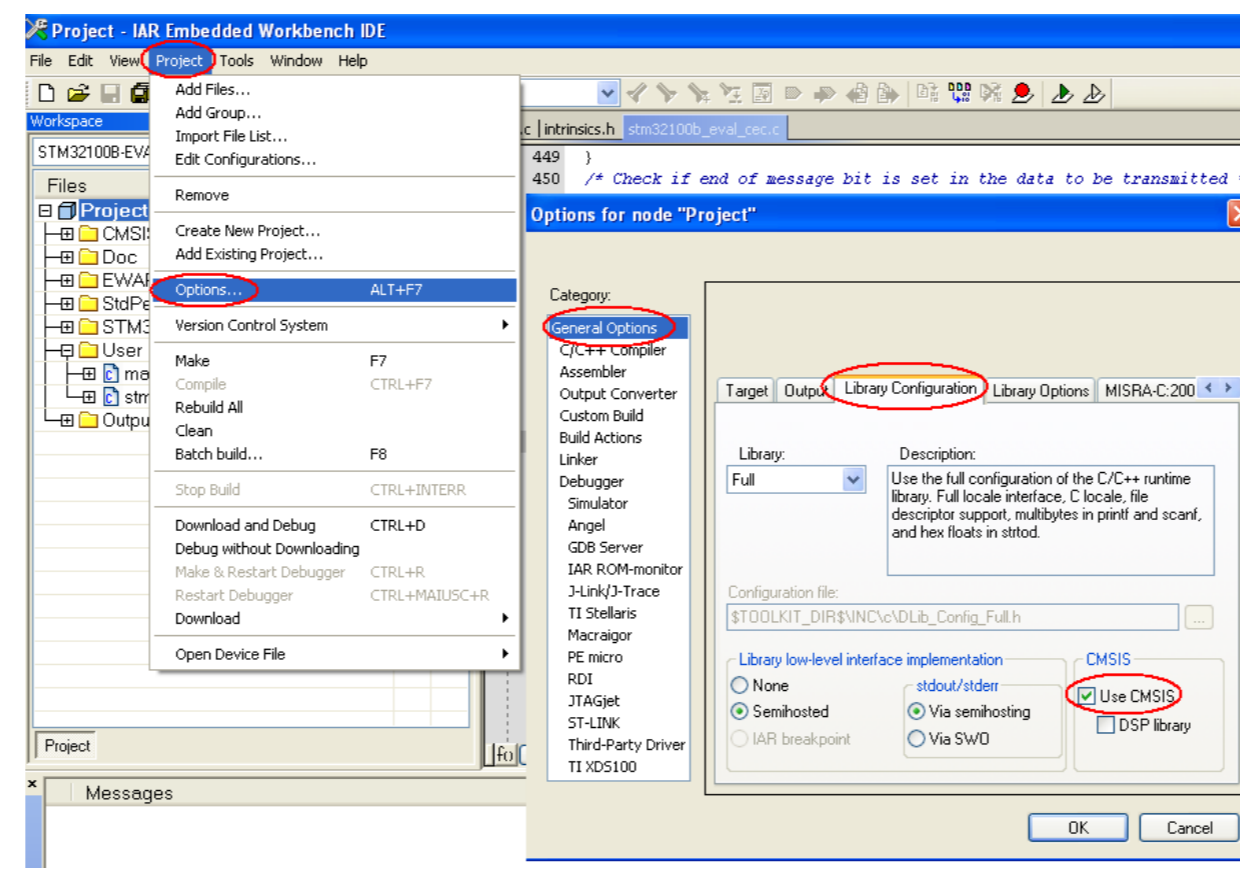 Project - IAR Embedded Workbench IDE
File Edit View Project Tools Window Help
Workspace
STM32100B-EVA
Files
Project
CMSI
Doc
EWAR
StdPe
STM3
User
ma
stm
Outpu
Project
Add Files...
Add Group...
Import File List...
Edit Configurations...
Remove
Create New Project...
Add Existing Project...
Options... ALT+F7
Version Control System
Make F7
Compile CTRL+F7
Rebuild All
Clean
Batch build... F8
Stop Build CTRL+INTERR
Download and Debug CTRL+D
Debug without Downloading
Make & Restart Debugger CTRL+R
Restart Debugger CTRL+MAIUSC+R
Download
Open Device File
.c intrinsics.h stm32100b_eval_cec.c
449 }
450 /* Check if end of message bit is set in the data to be transmitted
Options for node "Project"
Category:
General Options
C/C++ Compiler
Assembler
Output Converter
Custom Build
Build Actions
Linker
Debugger
Simulator
Angel
GDB Server
IAR ROM-monitor
J-Link/J-Trace
TI Stellaris
Macraigor
PE micro
RDI
JTAGjet
ST-LINK
Third-Party Driver
TI XDS100
Target Output Library Configuration Library Options MISRA-C:200
Library:
Full
Description:
Use the full configuration of the C/C++ runtime
library. Full locale interface, C locale, file
descriptor support, multibytes in printf and scanf,
and hex floats in strtod.
Configuration file:
$TOOLKIT_DIR$\INC\c\DLib_Config_Full.h
...
Library low-level interface implementation
None
Semihosted
IAR breakpoint
stdout/stderr
Via semihosting
Via SWO
CMSIS
Use CMSIS
DSP library
OK Cancel
fo
Messages